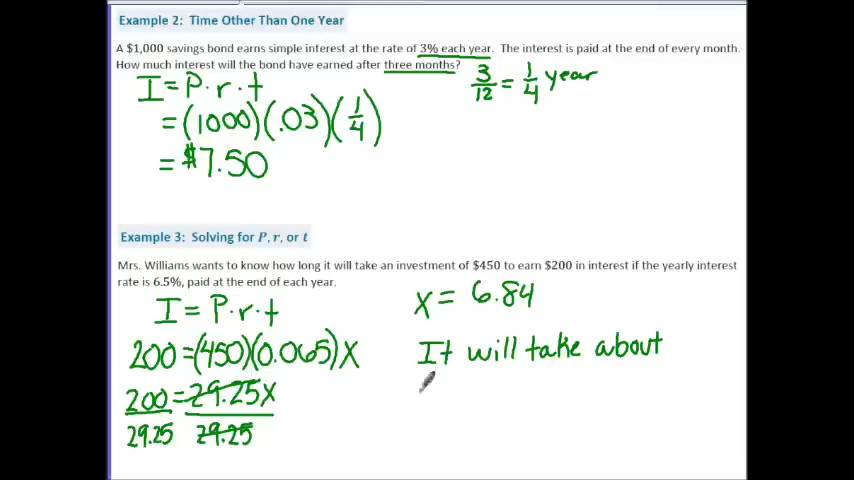 Example 2: Time Other Than One Year
A $1,000 savings bond earns simple interest at the rate of 3% each year. The interest is paid at the end of every month.
How much interest will the bond have earned after three months?
I = P · r · t
= (1000)(.03)(1/4)
= $7.50
3/12 = 1/4 year
Example 3: Solving for P, r, or t
Mrs. Williams wants to know how long it will take an investment of $450 to earn $200 in interest if the yearly interest
rate is 6.5%, paid at the end of each year.
I = P · r · t
200 = (450)(0.065)X
200 = 29.25X
29.25 29.25
X = 6.84
It will take about